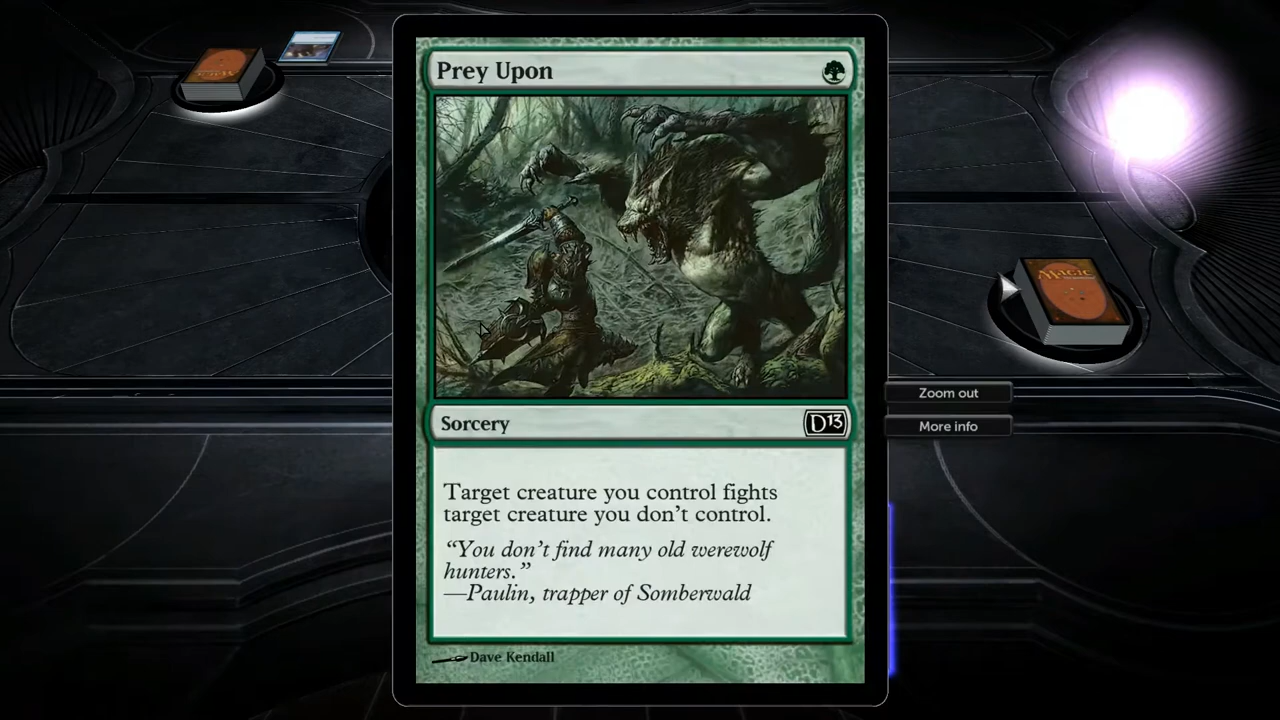 Prey Upon
MAGIC
Zoom out
Sorcery
D13
More info
Target creature you control fights
target creature you don't control.
"You don't find many old werewolf
hunters."
—Paulin, trapper of Somberwald
Dave Kendall